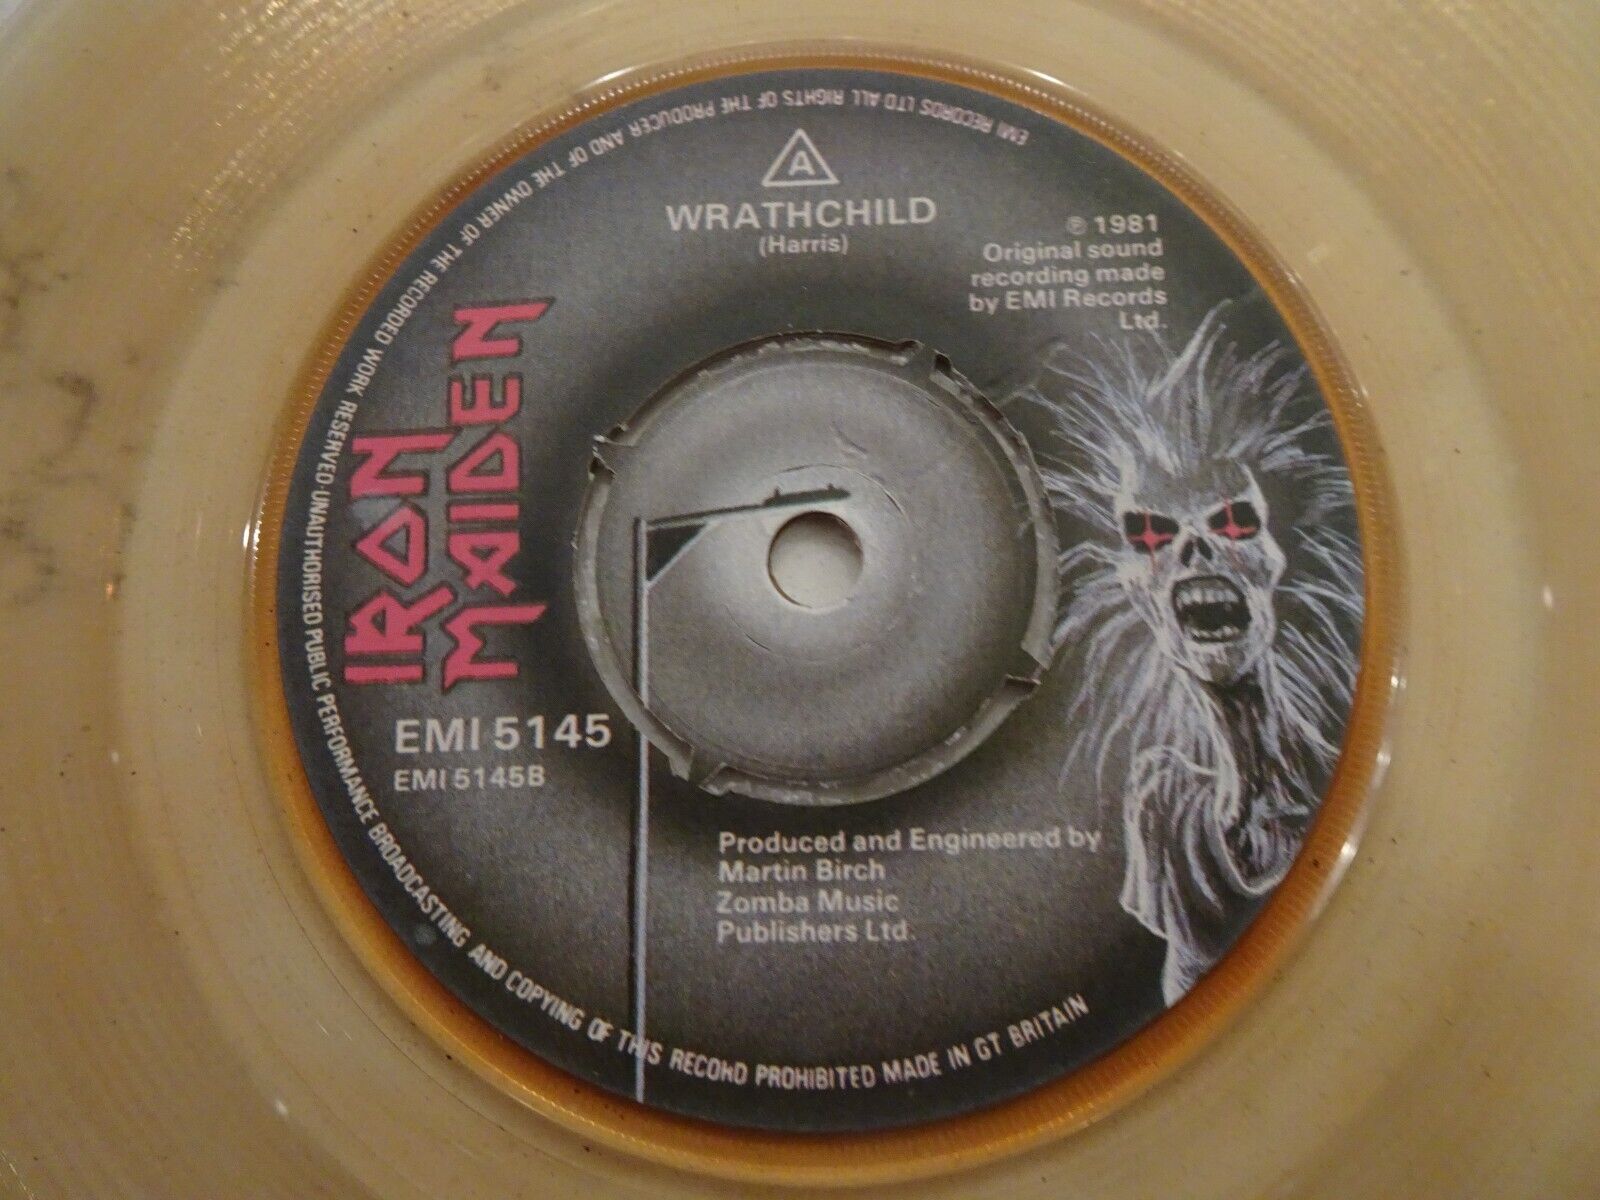 EMI RECORDS LTD ALL RIGHTS OF THE PRODUCER AND OF THE OWNER OF THE RECORDED WORK RESERVED·UNAUTHORISED PUBLIC PERFORMANCE BROADCASTING AND COPYING OF THIS RECORD PROHIBITED MADE IN GT BRITAIN
A
WRATHCHILD
(Harris)
℗ 1981
Original sound
recording made
by EMI Records
Ltd.
IRON
MAIDEN
EMI 5145
EMI 5145B
Produced and Engineered by
Martin Birch
Zomba Music
Publishers Ltd.